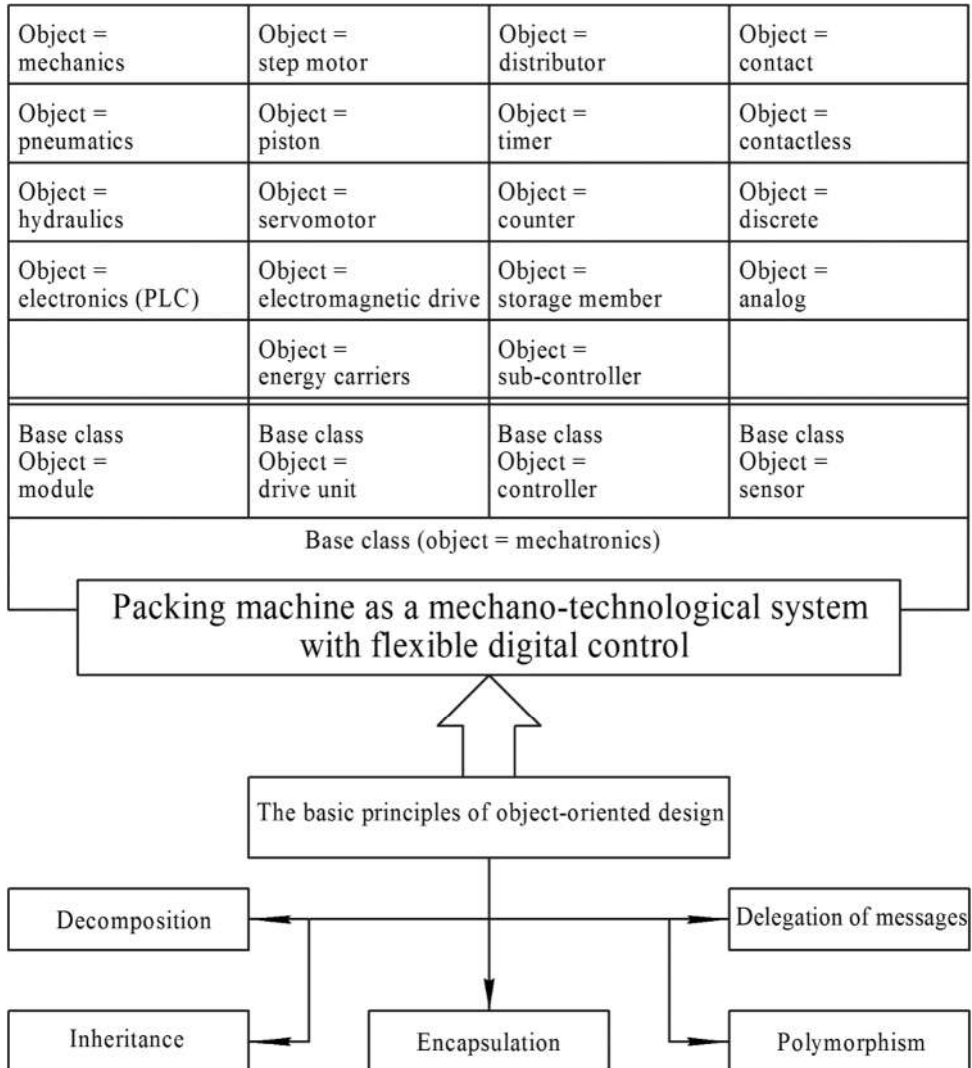 Object =
mechanics
Object =
step motor
Object =
distributor
Object =
contact
Object =
pneumatics
Object =
piston
Object =
timer
Object =
contactless
Object =
hydraulics
Object =
servomotor
Object =
counter
Object =
discrete
Object =
electronics (PLC)
Object =
electromagnetic drive
Object =
storage member
Object =
analog
Object =
energy carriers
Object =
sub-controller
Base class
Object =
module
Base class
Object =
drive unit
Base class
Object =
controller
Base class
Object =
sensor
Base class (object = mechatronics)
Packing machine as a mechano-technological system
with flexible digital control
The basic principles of object-oriented design
Decomposition
Delegation of messages
Inheritance
Encapsulation
Polymorphism